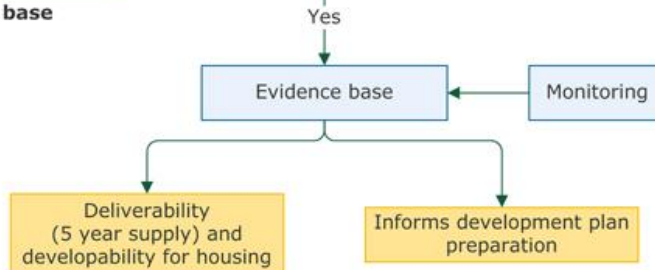 base
Yes
Evidence base
Monitoring
Deliverability
(5 year supply) and
developability for housing
Informs development plan
preparation